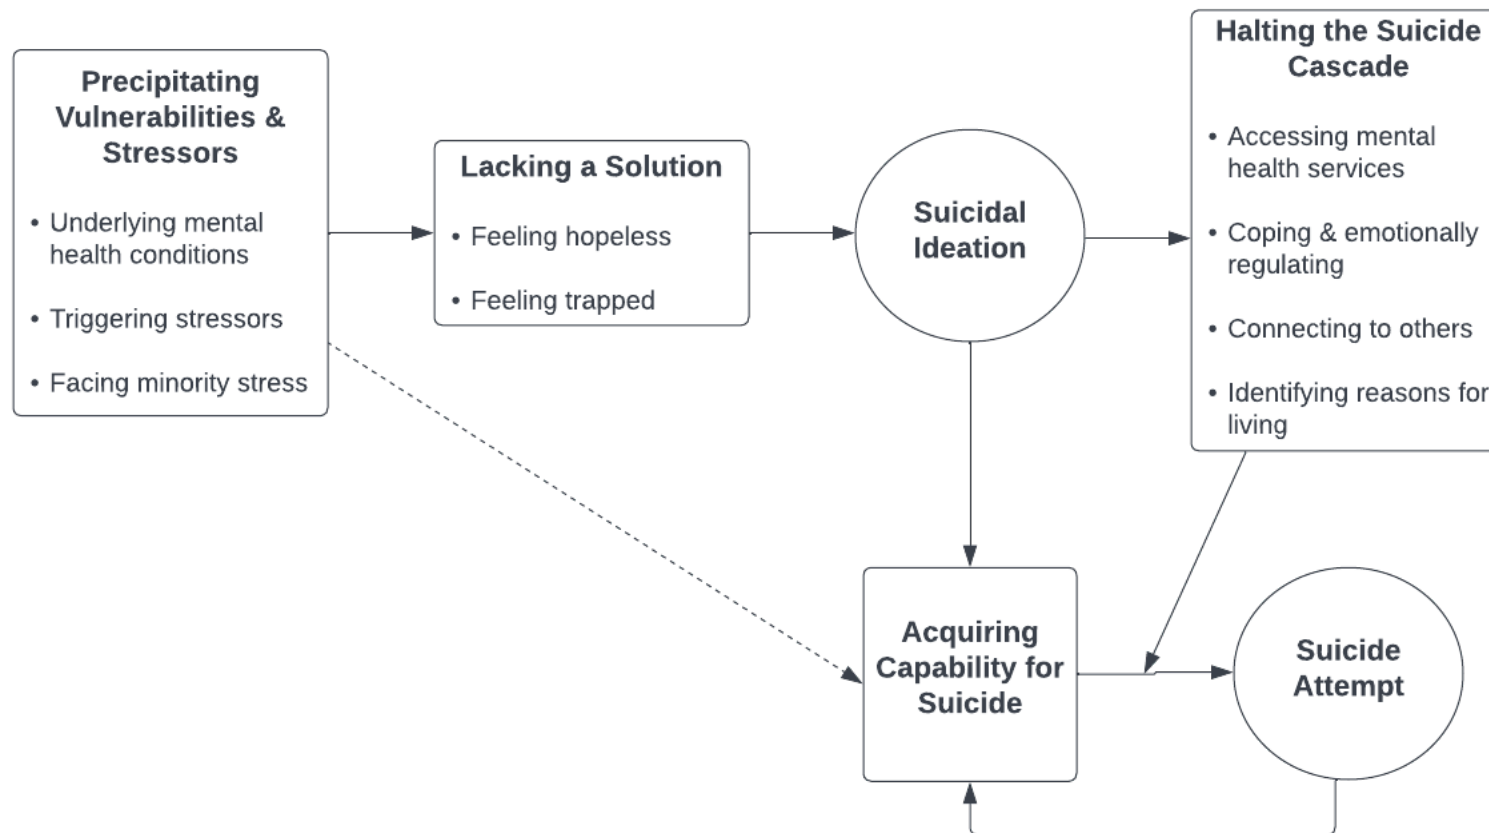 Precipitating
Vulnerabilities &
Stressors
• Underlying mental
health conditions
• Triggering stressors
• Facing minority stress
Lacking a Solution
• Feeling hopeless
• Feeling trapped
Suicidal
Ideation
Halting the Suicide
Cascade
• Accessing mental
health services
• Coping & emotionally
regulating
• Connecting to others
• Identifying reasons for
living
Acquiring
Capability for
Suicide
Suicide
Attempt